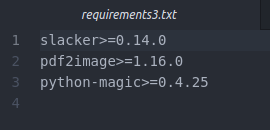 requirements3.txt
1 slacker>=0.14.0
2 pdf2image>=1.16.0
3 python-magic>=0.4.25
4